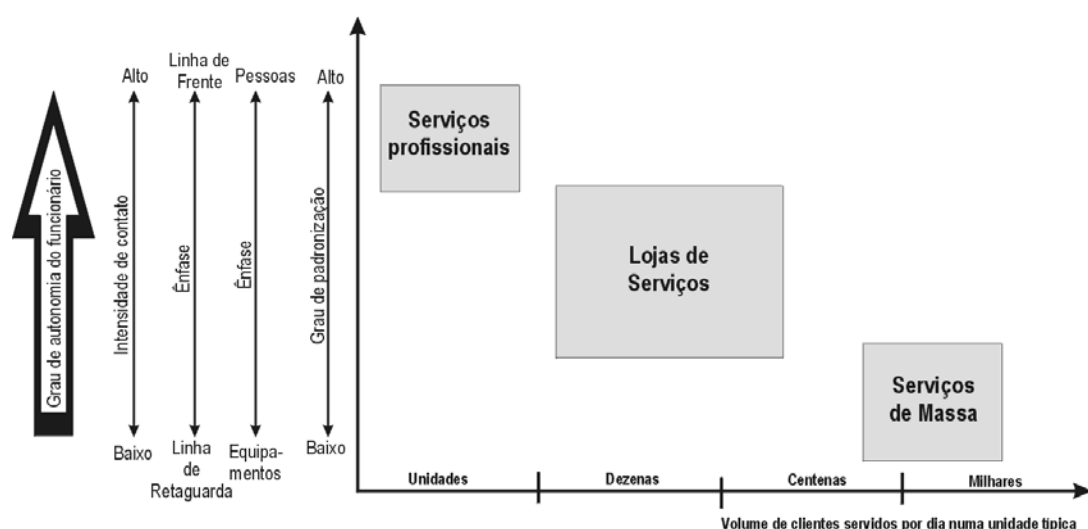 Grau de autonomia do funcionário
Alto
Intensidade de contato
Baixo
Linha de
Frente
Ênfase
Linha
de
Retaguarda
Pessoas
Ênfase
Equipa-
mentos
Alto
Grau de padronização
Baixo
Serviços
profissionais
Lojas de
Serviços
Serviços
de Massa
Unidades
Dezenas
Centenas
Milhares
Volume de clientes servidos por dia numa unidade típica